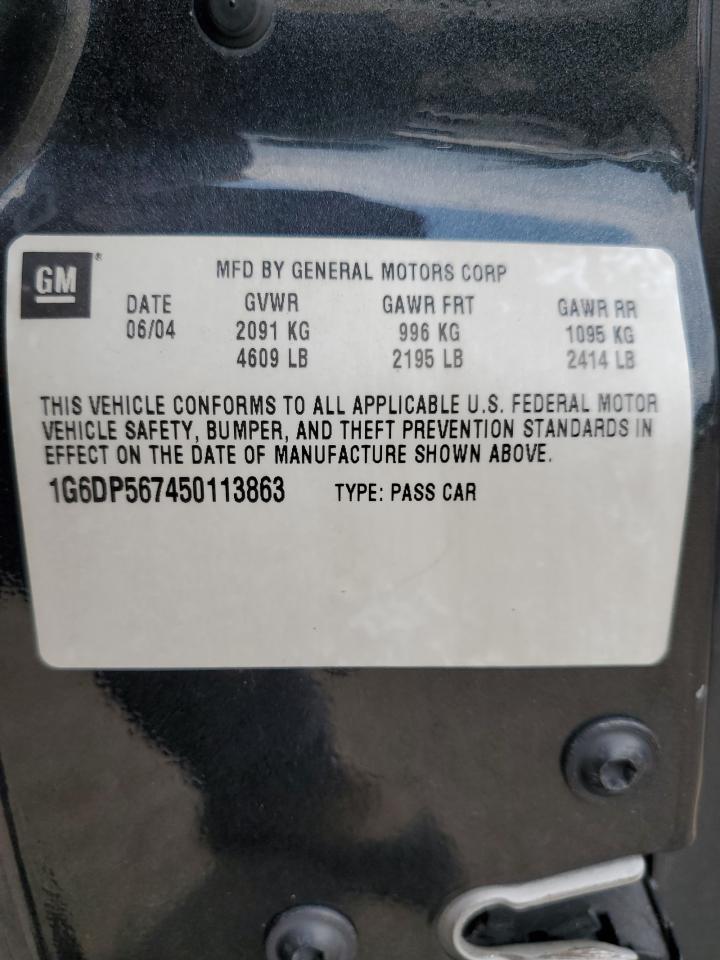 GM® MFD BY GENERAL MOTORS CORP
DATE GVWR GAWR FRT GAWR RR
06/04 2091 KG 996 KG 1095 KG
4609 LB 2195 LB 2414 LB
THIS VEHICLE CONFORMS TO ALL APPLICABLE U.S. FEDERAL MOTOR
VEHICLE SAFETY, BUMPER, AND THEFT PREVENTION STANDARDS IN
EFFECT ON THE DATE OF MANUFACTURE SHOWN ABOVE.
1G6DP567450113863 TYPE: PASS CAR